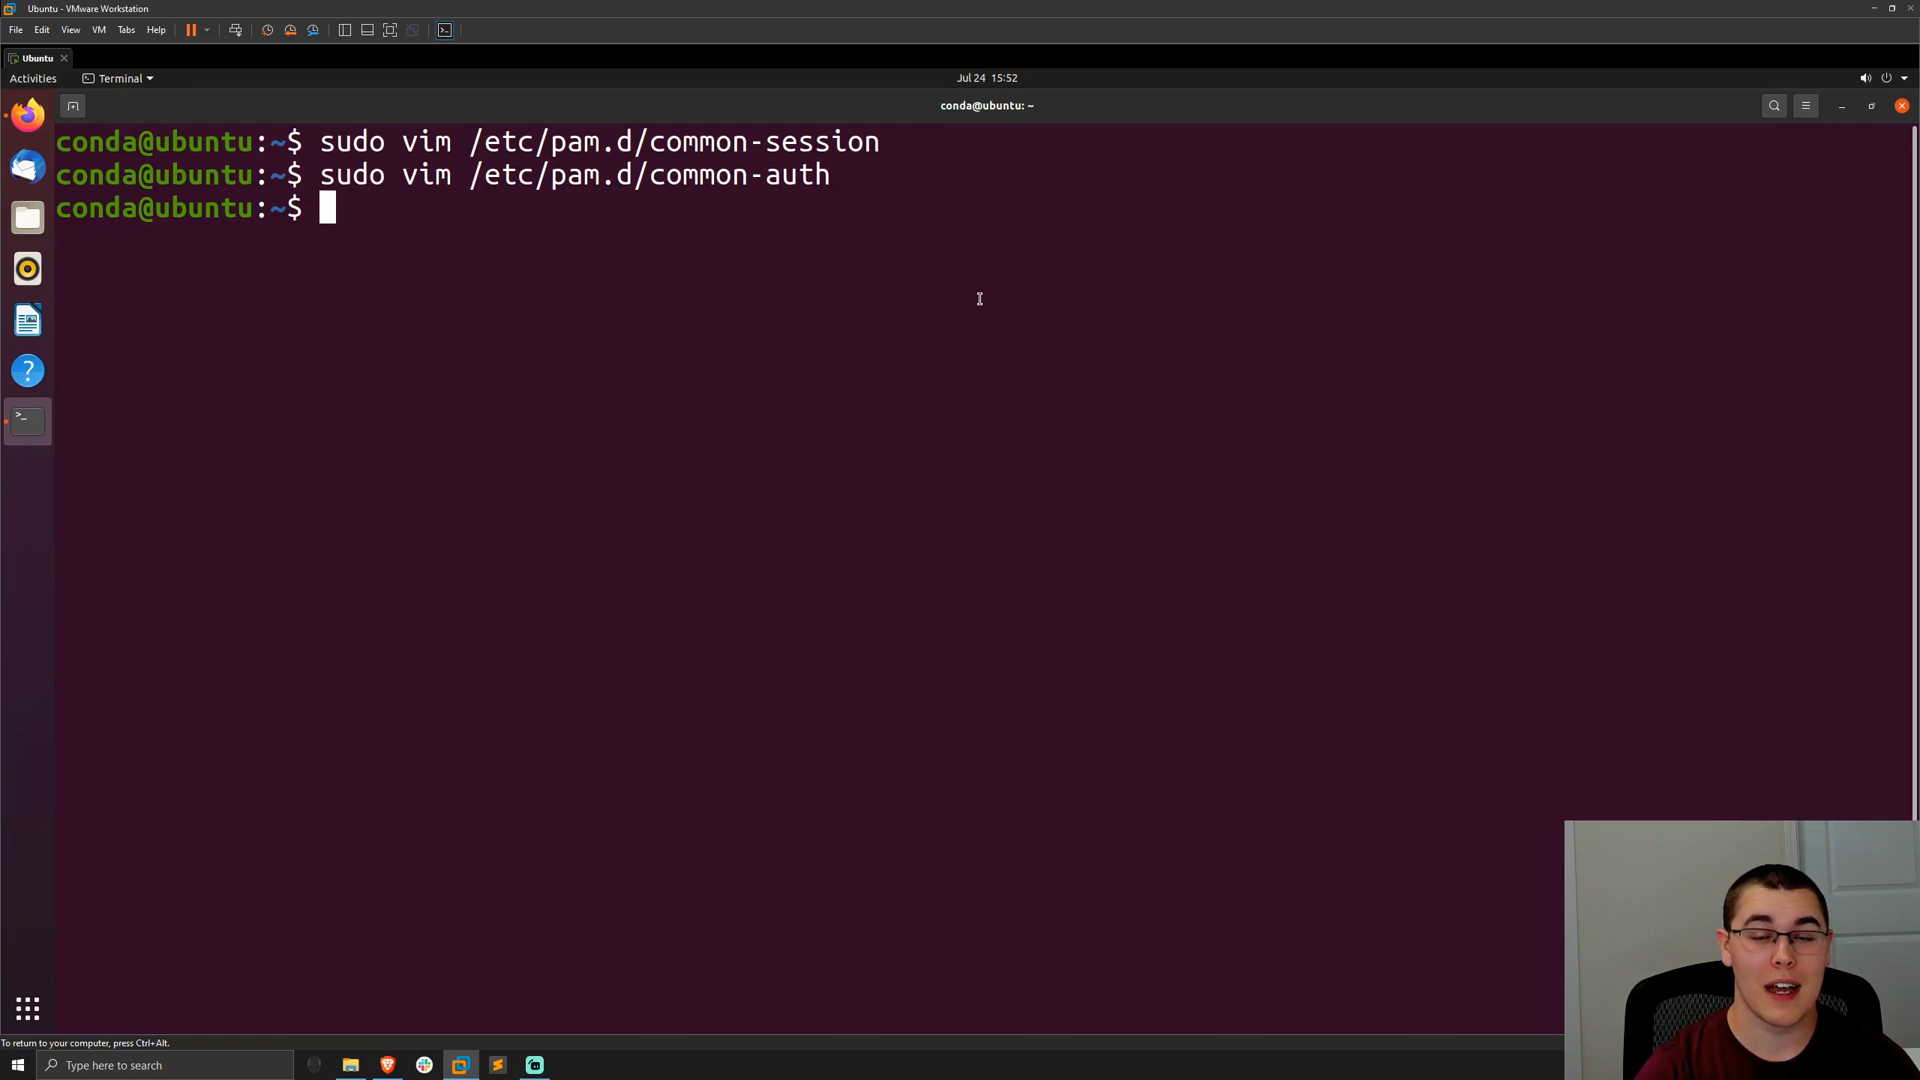 Ubuntu - VMware Workstation
File Edit View VM Tabs Help
Ubuntu
Activities Terminal Jul 24 15:52
conda@ubuntu: ~
conda@ubuntu:~$ sudo vim /etc/pam.d/common-session
conda@ubuntu:~$ sudo vim /etc/pam.d/common-auth
conda@ubuntu:~$
To return to your computer, press Ctrl+Alt.
Type here to search